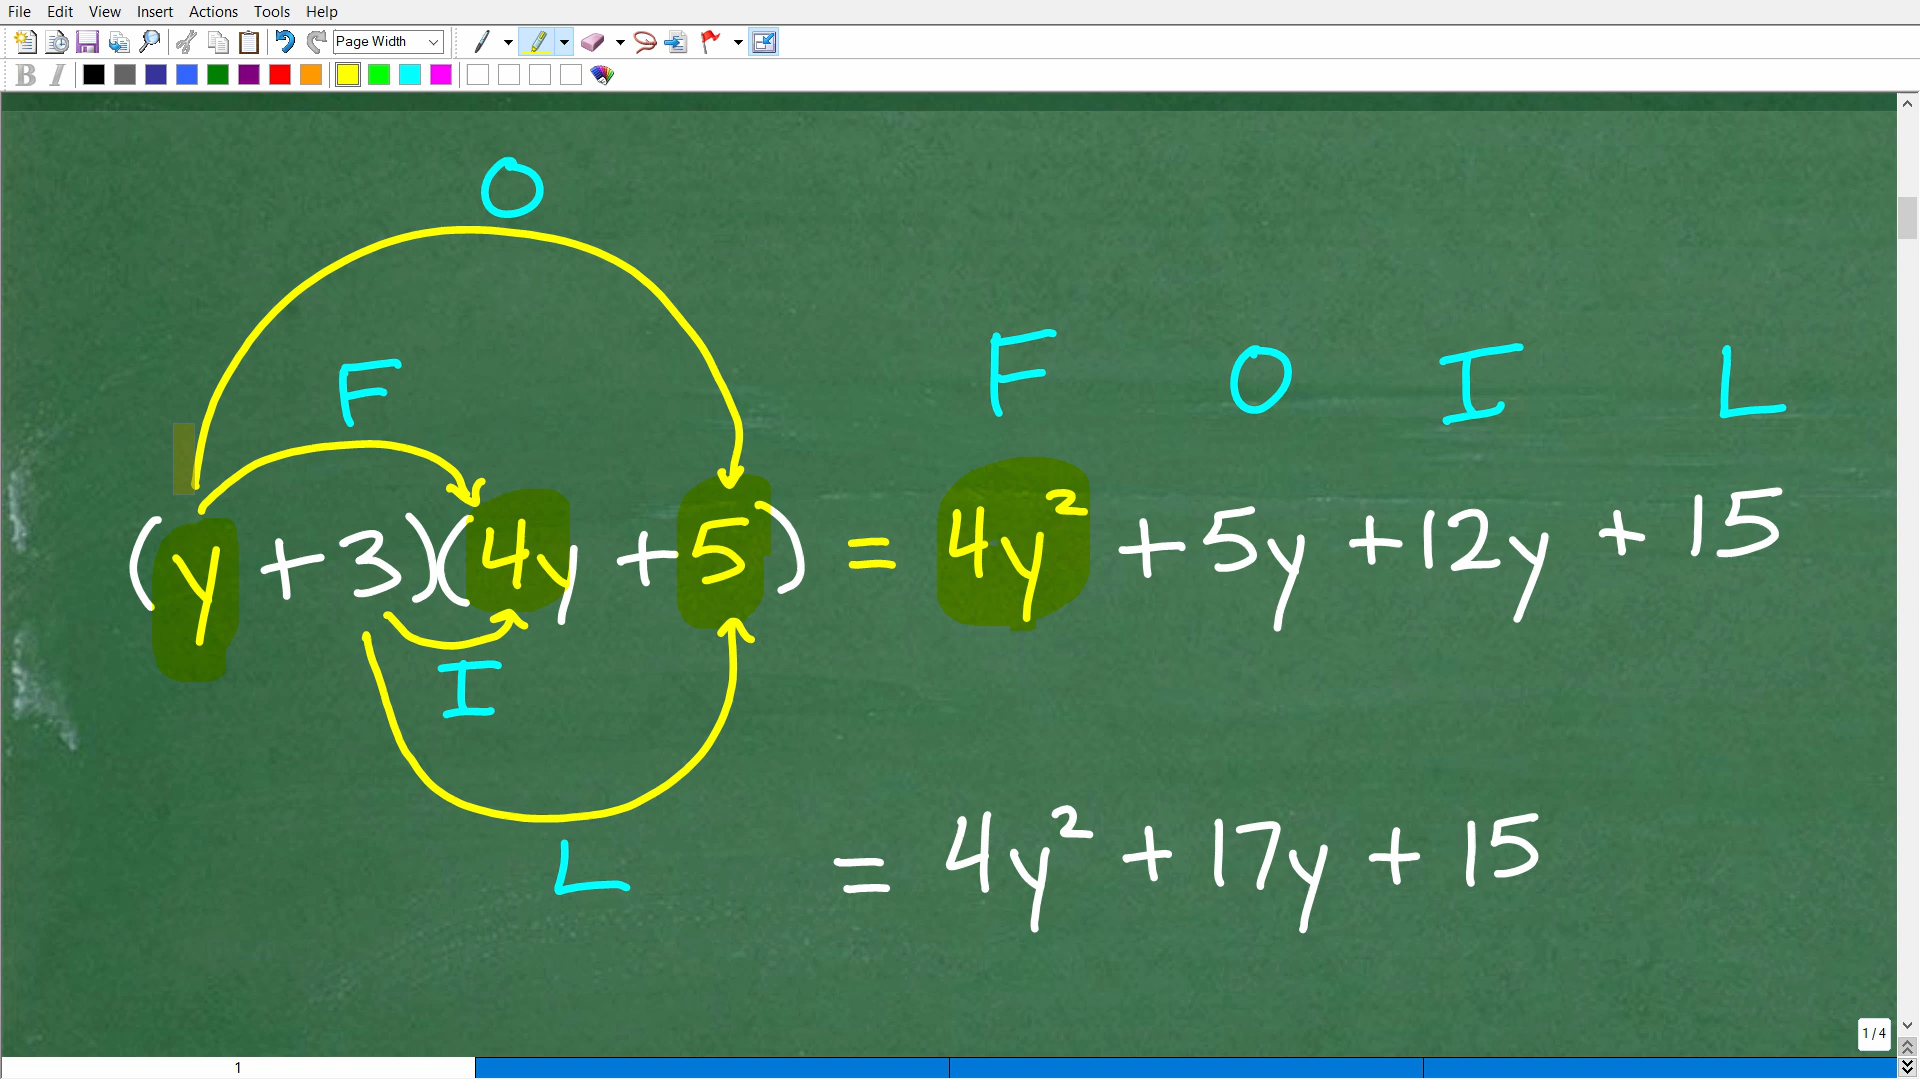 File Edit View Insert Actions Tools Help
Page Width
B I
O
F
F O I L
(y + 3)(4y + 5) = 4y² + 5y + 12y + 15
I
L
= 4y² + 17y + 15
1 / 4
1